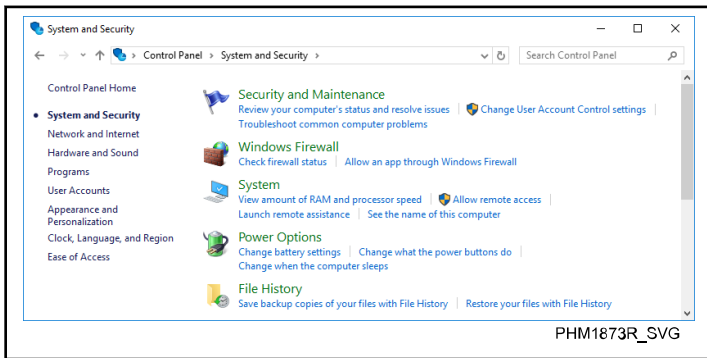 System and Security
Control Panel > System and Security >
Search Control Panel
Control Panel Home
System and Security
Network and Internet
Hardware and Sound
Programs
User Accounts
Appearance and
Personalization
Clock, Language, and Region
Ease of Access
Security and Maintenance
Review your computer's status and resolve issues | Change User Account Control settings |
Troubleshoot common computer problems
Windows Firewall
Check firewall status | Allow an app through Windows Firewall
System
View amount of RAM and processor speed | Allow remote access |
Launch remote assistance | See the name of this computer
Power Options
Change battery settings | Change what the power buttons do |
Change when the computer sleeps
File History
Save backup copies of your files with File History | Restore your files with File History
PHM1873R_SVG